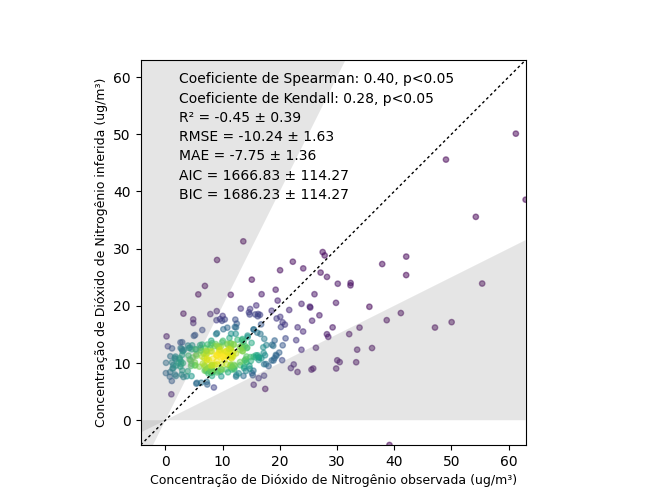 Coeficiente de Spearman: 0.40, p<0.05
Coeficiente de Kendall: 0.28, p<0.05
R² = -0.45 ± 0.39
RMSE = -10.24 ± 1.63
MAE = -7.75 ± 1.36
AIC = 1666.83 ± 114.27
BIC = 1686.23 ± 114.27
Concentração de Dióxido de Nitrogênio inferida (ug/m³)
60
50
40
30
20
10
0
0 10 20 30 40 50 60
Concentração de Dióxido de Nitrogênio observada (ug/m³)